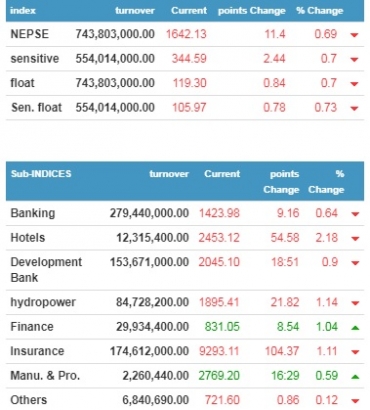 index turnover Current points Change % Change
NEPSE 743,803,000.00 1642.13 11.4 0.69
sensitive 554,014,000.00 344.59 2.44 0.7
float 743,803,000.00 119.30 0.84 0.7
Sen. float 554,014,000.00 105.97 0.78 0.73
Sub-INDICES turnover Current points %
Change Change
Banking 279,440,000.00 1423.98 9.16 0.64
Hotels 12,315,400.00 2453.12 54.58 2.18
Development 153,671,000.00 2045.10 18:51 0.9
Bank
hydropower 84,728,200.00 1895.41 21.82 1.14
Finance 29,934,400.00 831.05 8.54 1.04
Insurance 174,612,000.00 9293.11 104.37 1.11
Manu. & Pro. 2,260,440.00 2769.20 16:29 0.59
Others 6,840,690.00 721.60 0.86 0.12